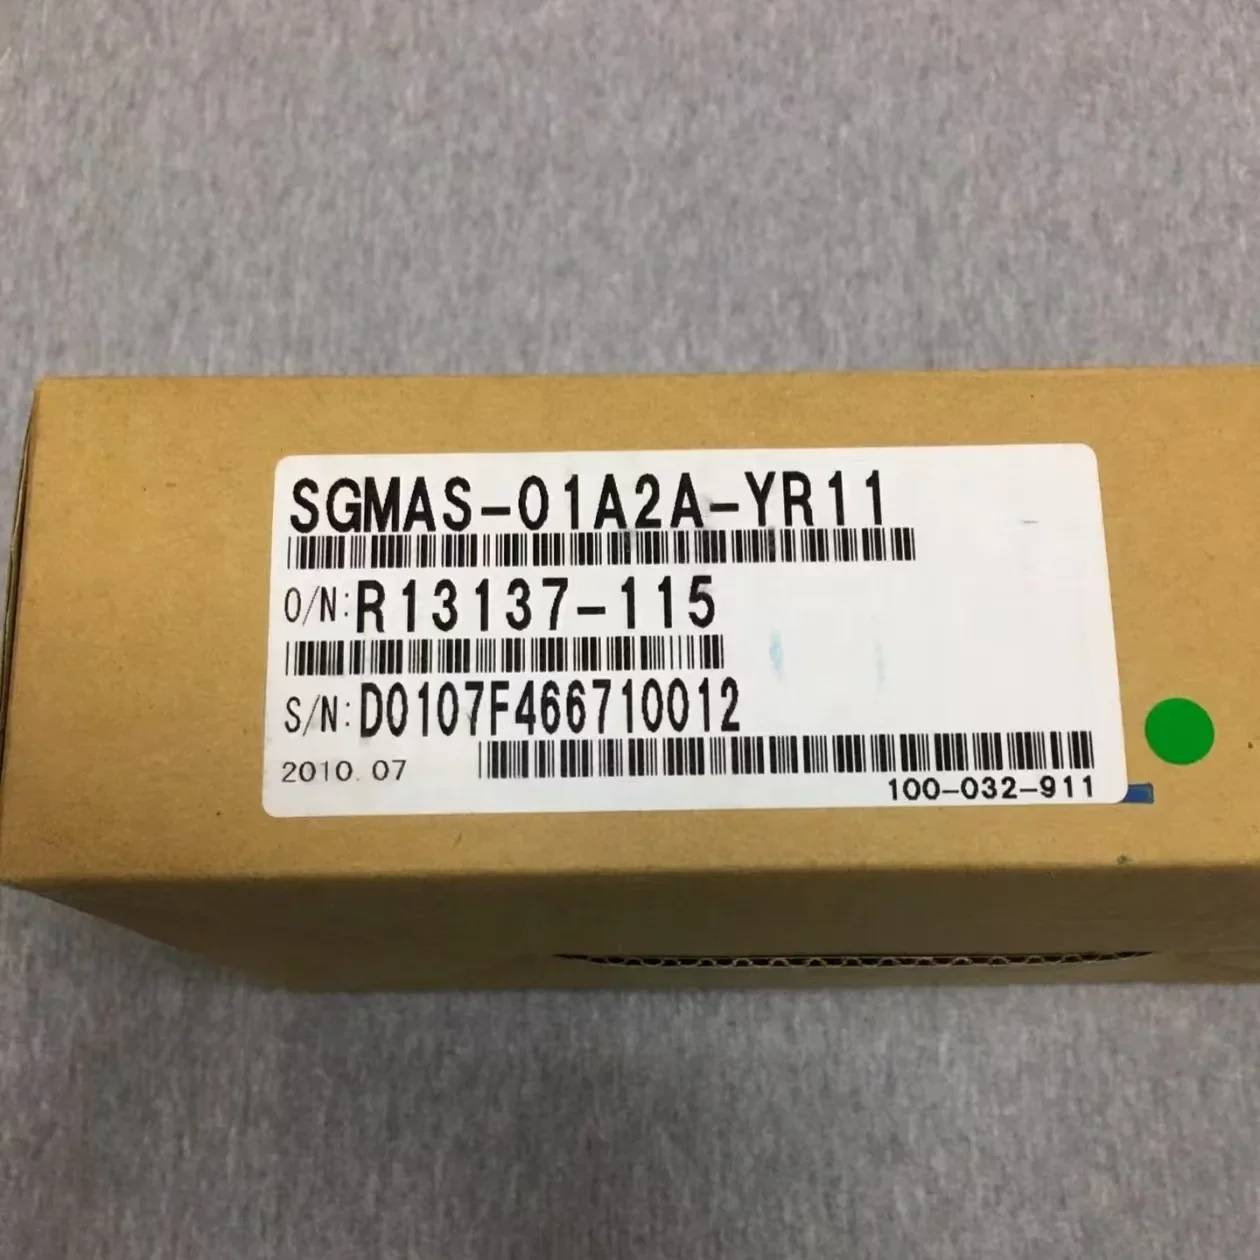 SGMAS-01A2A-YR11
O/N:R13137-115
S/N:D0107F466710012
2010.07
100-032-911